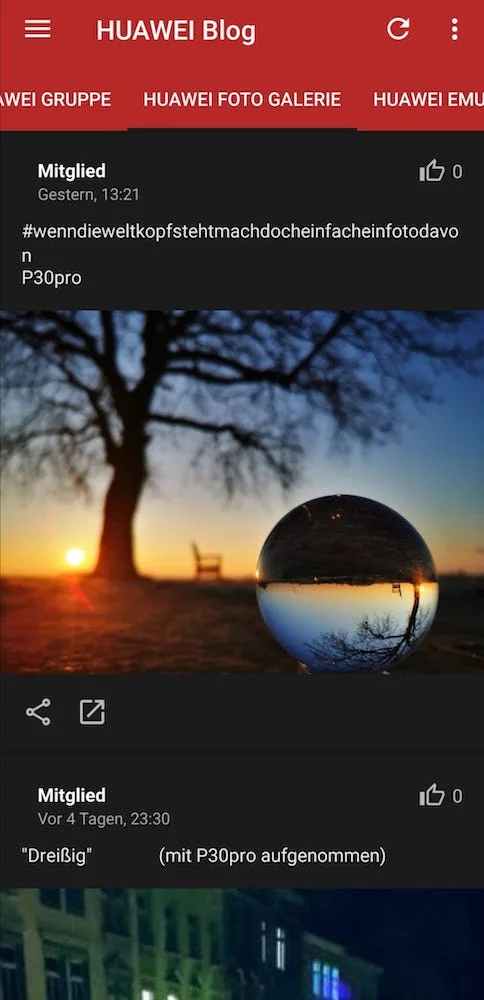 HUAWEI Blog
AWEI GRUPPE HUAWEI FOTO GALERIE HUAWEI EMU
Mitglied 0
Gestern, 13:21
#wenndieweltkopfstehtmachdocheinfacheinfotodavo
n
P30pro
Mitglied 0
Vor 4 Tagen, 23:30
"Dreißig" (mit P30pro aufgenommen)